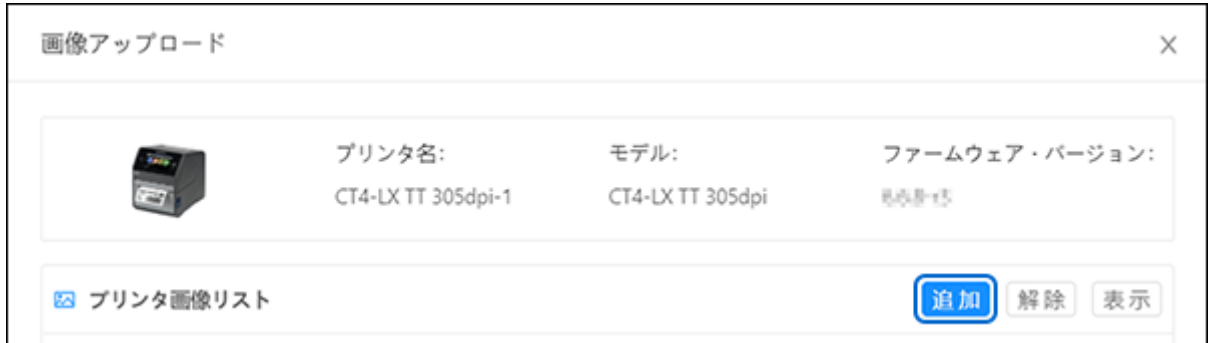 画像アップロード
プリンタ名:
モデル:
ファームウェア・バージョン:
CT4-LX TT 305dpi-1
CT4-LX TT 305dpi
プリンタ画像リスト
追加
解除
表示